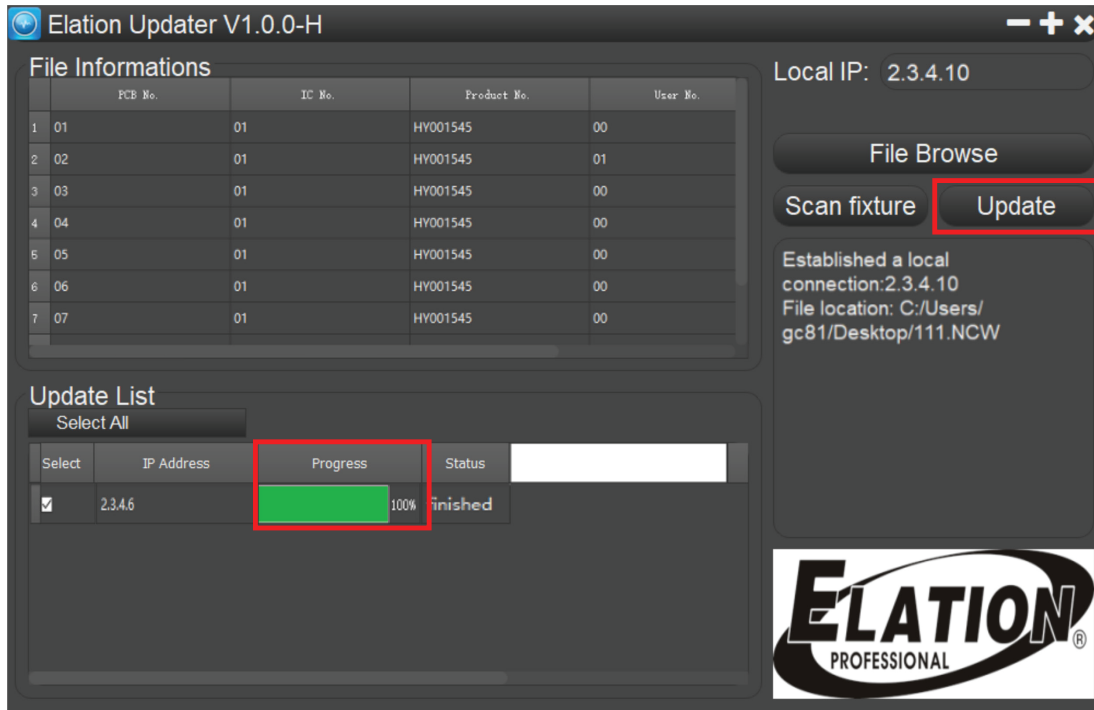 Elation Updater V1.0.0-H
File Informations
PCB No. IC No. Product No. User No.
1 01 01 HY001545 00
2 02 01 HY001545 01
3 03 01 HY001545 00
4 04 01 HY001545 00
5 05 01 HY001545 00
6 06 01 HY001545 00
7 07 01 HY001545 00
Update List
Select All
Select IP Address Progress Status
2.3.4.6 100% finished
Local IP: 2.3.4.10
File Browse
Scan fixture Update
Established a local
connection:2.3.4.10
File location: C:/Users/
gc81/Desktop/111.NCW
ELATION®
PROFESSIONAL